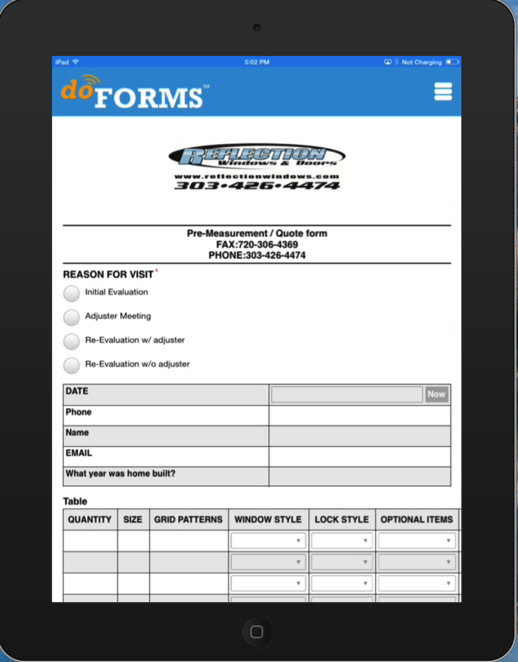 iPad 5:02 PM Not Charging
doFORMS™
REFLECTION
Windows & Doors
www.reflectionwindows.com
303•426•4474
Pre-Measurement / Quote form
FAX:720-306-4369
PHONE:303-426-4474
REASON FOR VISIT*
Initial Evaluation
Adjuster Meeting
Re-Evaluation w/ adjuster
Re-Evaluation w/o adjuster
DATE Now
Phone
Name
EMAIL
What year was home built?
Table
QUANTITY SIZE GRID PATTERNS WINDOW STYLE LOCK STYLE OPTIONAL ITEMS